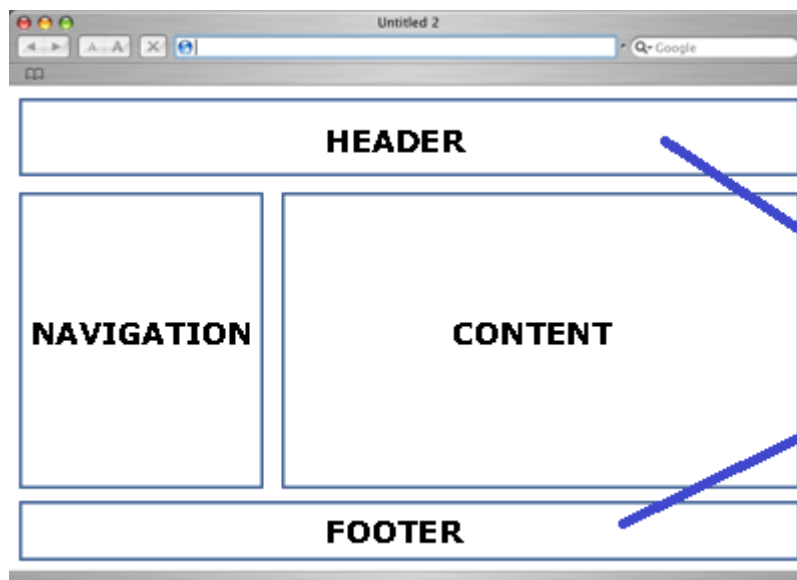 Untitled 2
A A
Google
HEADER
NAVIGATION
CONTENT
FOOTER